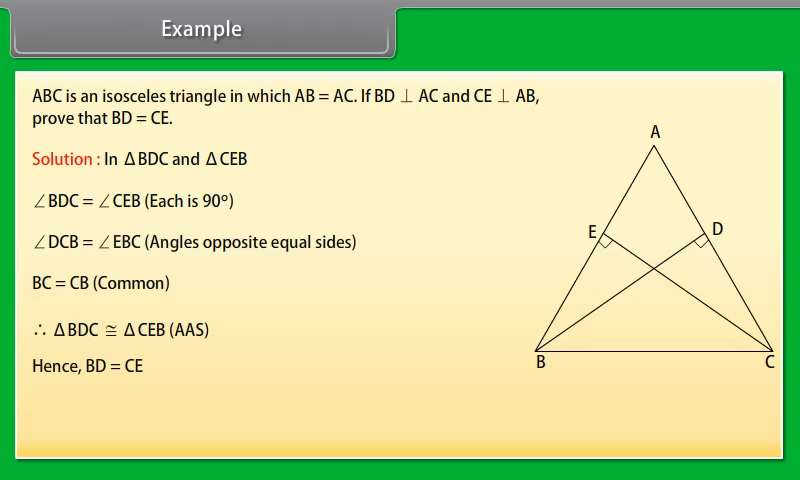 Example
ABC is an isosceles triangle in which AB = AC. If BD ⊥ AC and CE ⊥ AB,
prove that BD = CE.
Solution : In ΔBDC and ΔCEB
∠BDC = ∠CEB (Each is 90°)
∠DCB = ∠EBC (Angles opposite equal sides)
BC = CB (Common)
∴ ΔBDC ≅ ΔCEB (AAS)
Hence, BD = CE
A
E D
B C